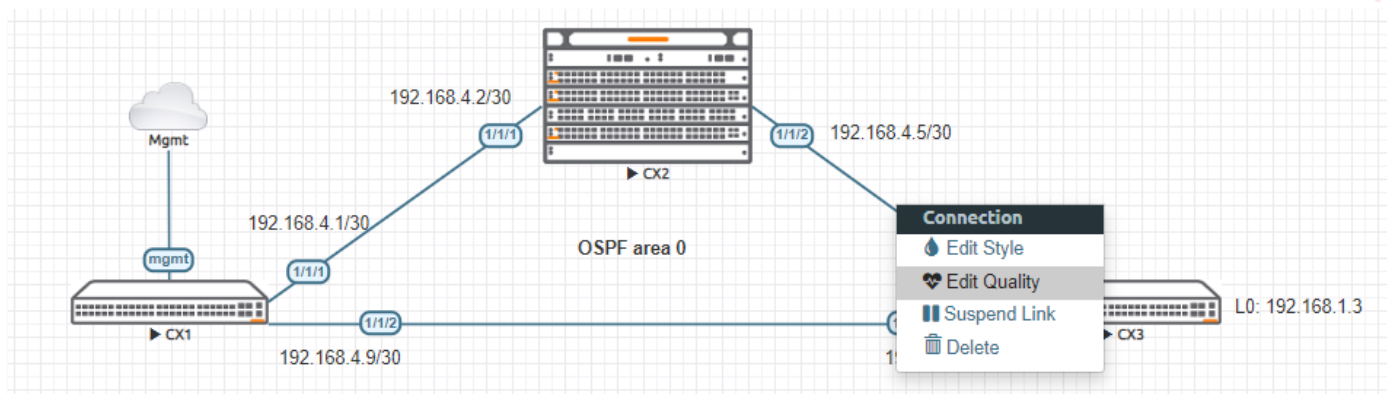 192.168.4.2/30
Mgmt
1/1/1
1/1/2
192.168.4.5/30
CX2
192.168.4.1/30
Connection
OSPF area 0
Edit Style
mgmt
1/1/1
Edit Quality
L0: 192.168.1.3
Suspend Link
1/1/2
CX1
CX3
Delete
192.168.4.9/30